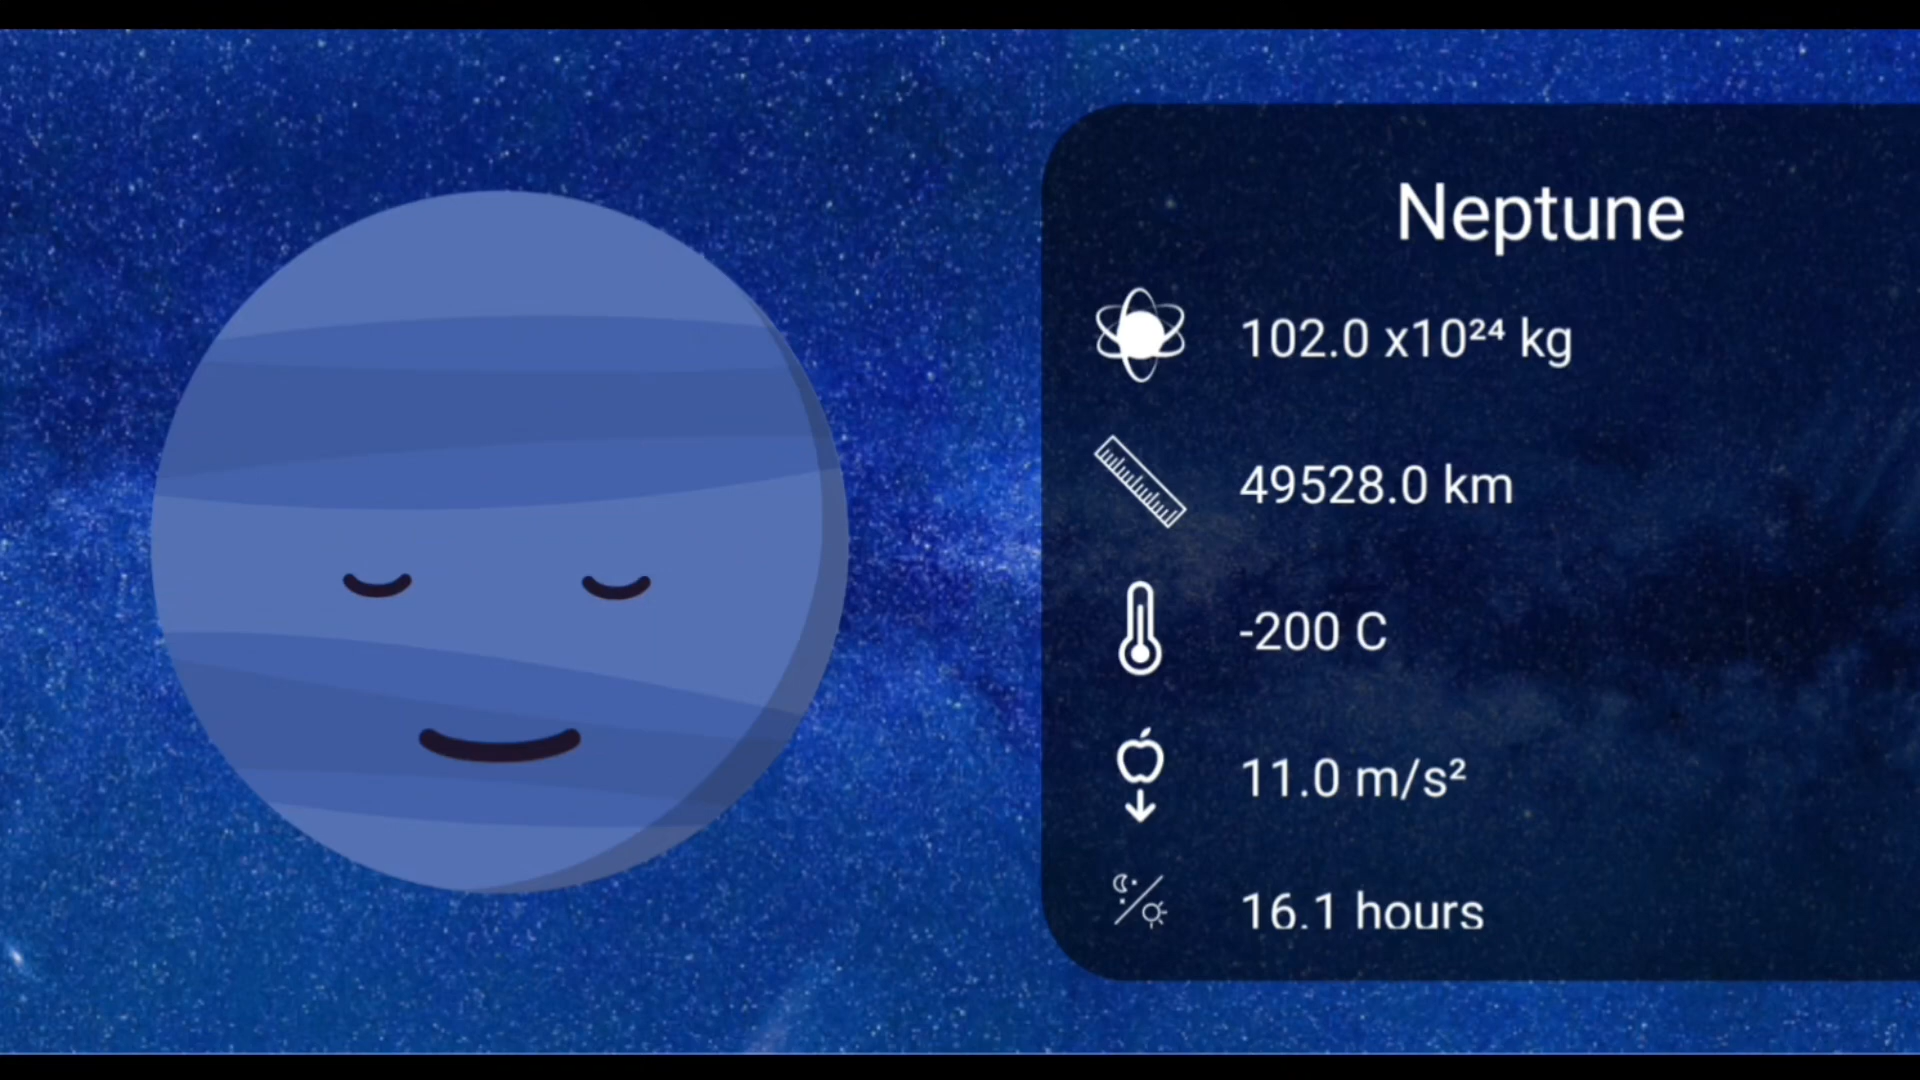 Neptune
102.0 x10²⁴ kg
49528.0 km
-200 C
11.0 m/s²
16.1 hours